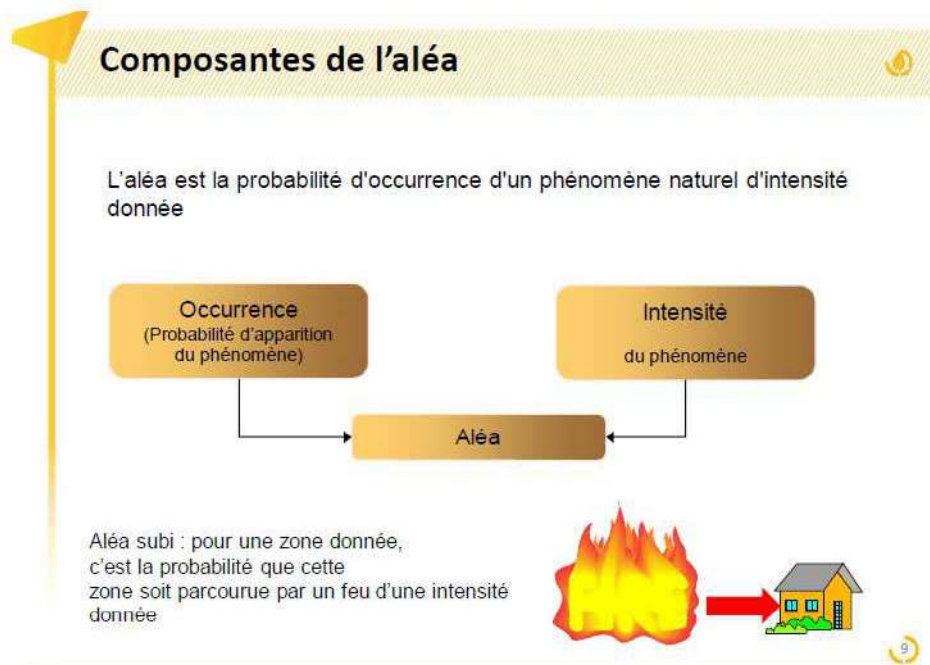 Composantes de l'aléa
L'aléa est la probabilité d'occurrence d'un phénomène naturel d'intensité
donnée
Occurrence
(Probabilité d'apparition
du phénomène)
Intensité
du phénomène
Aléa
Aléa subi : pour une zone donnée,
c'est la probabilité que cette
zone soit parcourue par un feu d'une intensité
donnée
FIRE
9